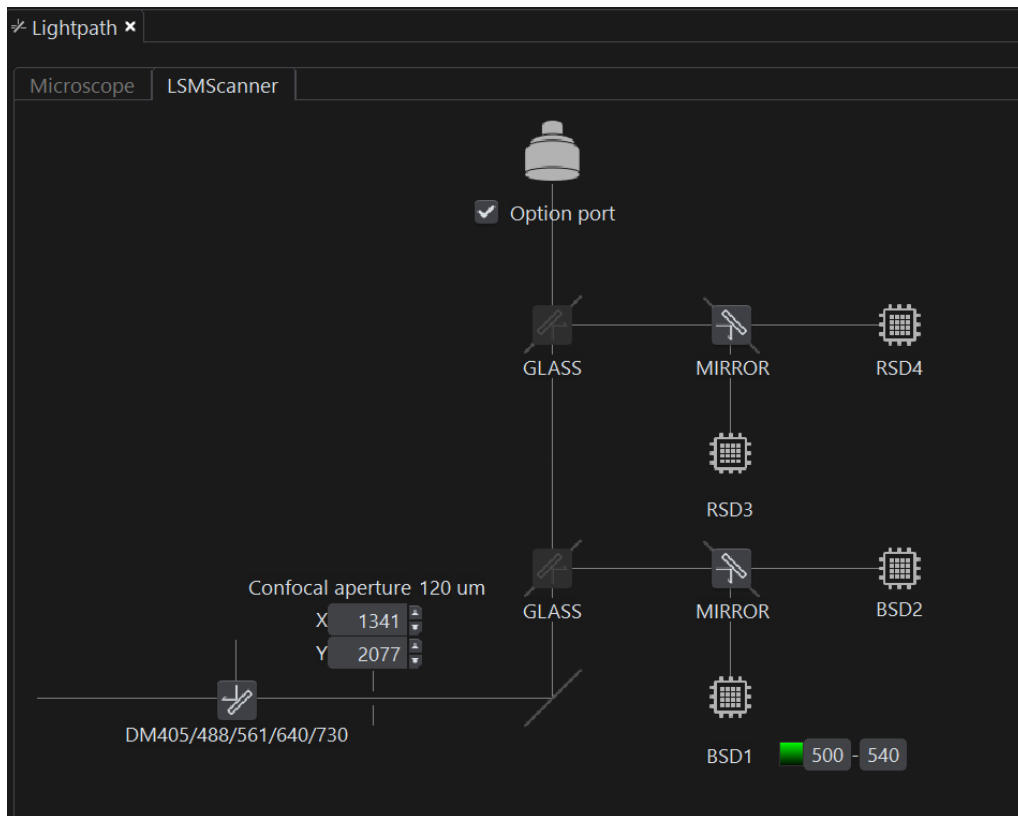 Lightpath
Microscope
LSMScanner
Option port
GLASS
MIRROR
RSD4
RSD3
Confocal aperture 120 um
X 1341
Y 2077
GLASS
MIRROR
BSD2
DM405/488/561/640/730
BSD1 500 - 540